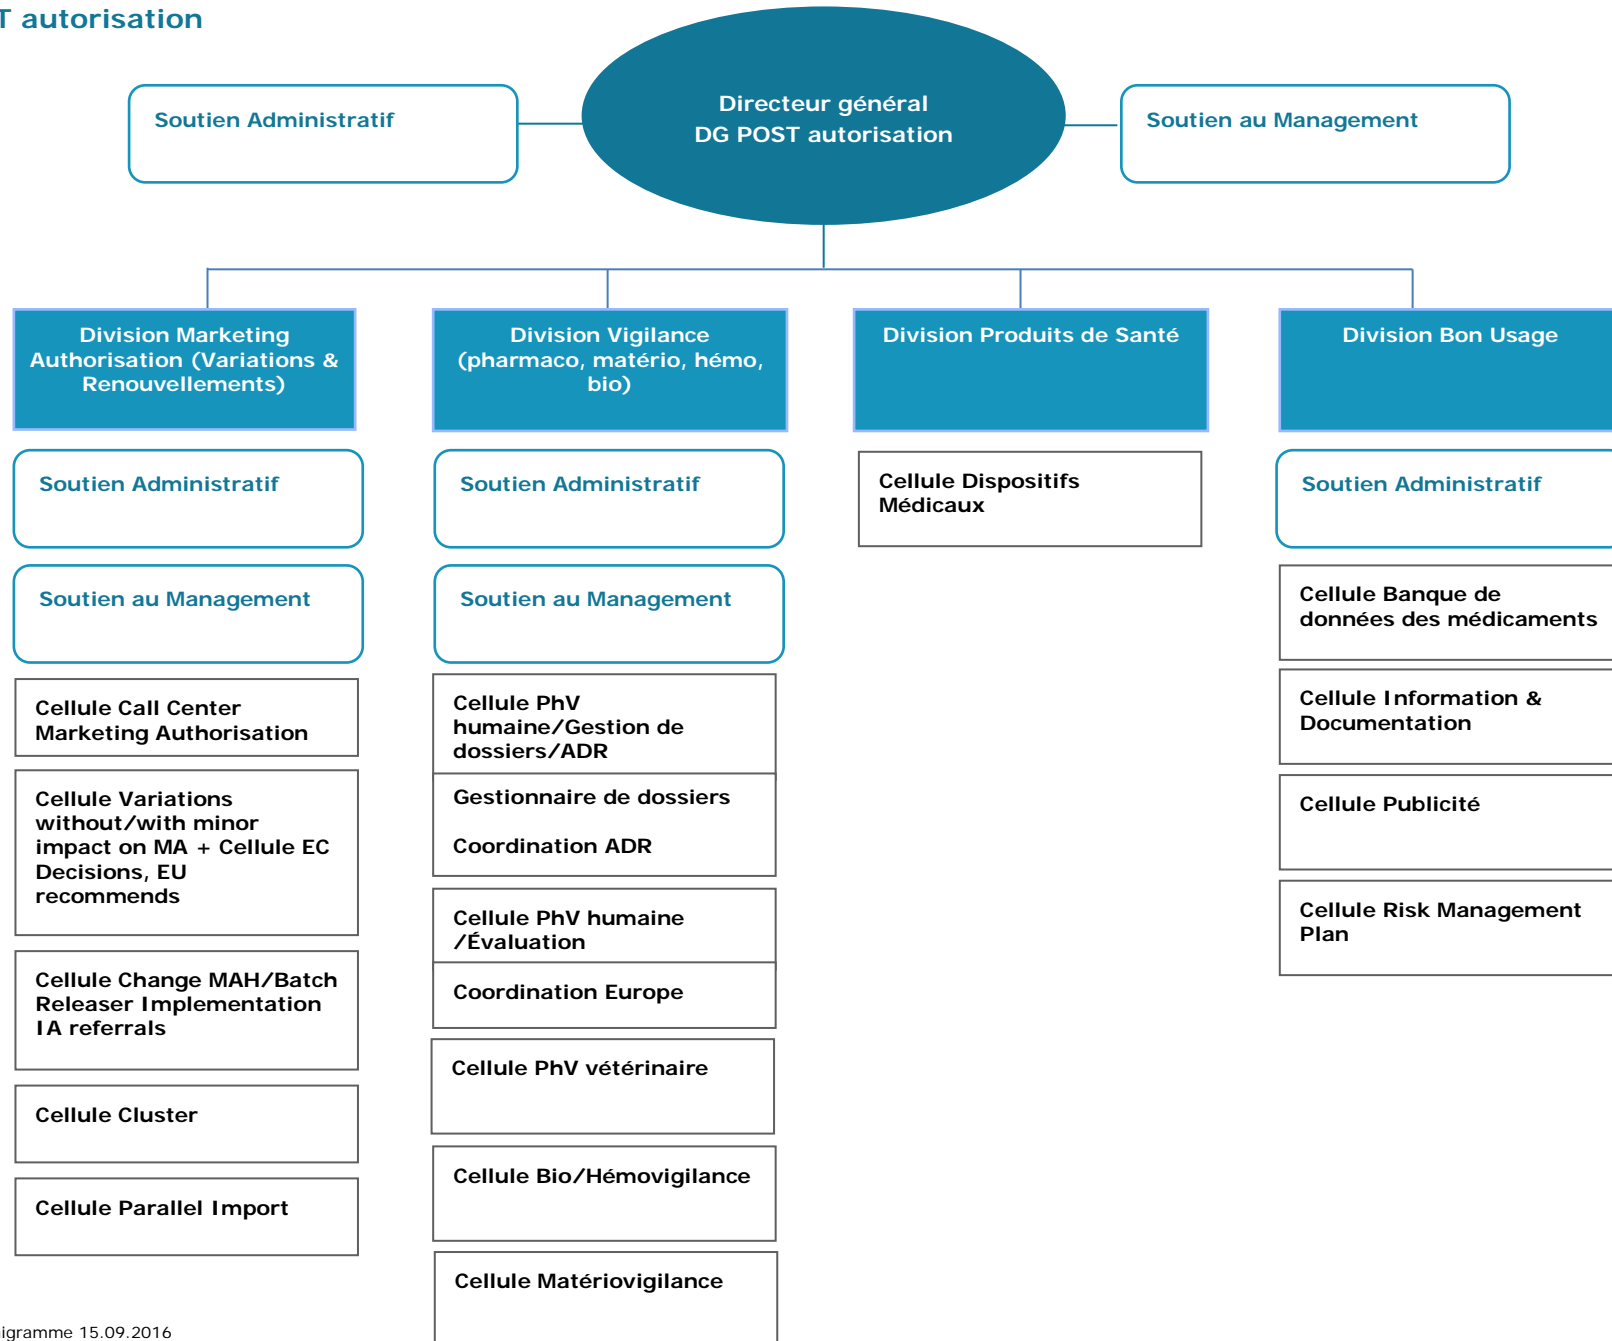 T autorisation
Directeur général
DG POST autorisation
Soutien Administratif
Soutien au Management
Division Marketing
Authorisation (Variations &
Renouvellements)
Division Vigilance
(pharmaco, matério, hémo,
bio)
Division Produits de Santé
Division Bon Usage
Soutien Administratif
Soutien au Management
Cellule Call Center
Marketing Authorisation
Cellule Variations
without/with minor
impact on MA + Cellule EC
Decisions, EU
recommends
Cellule Change MAH/Batch
Releaser Implementation
IA referrals
Cellule Cluster
Cellule Parallel Import
Soutien Administratif
Soutien au Management
Cellule PhV
humaine/Gestion de
dossiers/ADR
Gestionnaire de dossiers
Coordination ADR
Cellule PhV humaine
/Évaluation
Coordination Europe
Cellule PhV vétérinaire
Cellule Bio/Hémovigilance
Cellule Matériovigilance
Cellule Dispositifs
Médicaux
Soutien Administratif
Cellule Banque de
données des médicaments
Cellule Information &
Documentation
Cellule Publicité
Cellule Risk Management
Plan
igramme 15.09.2016